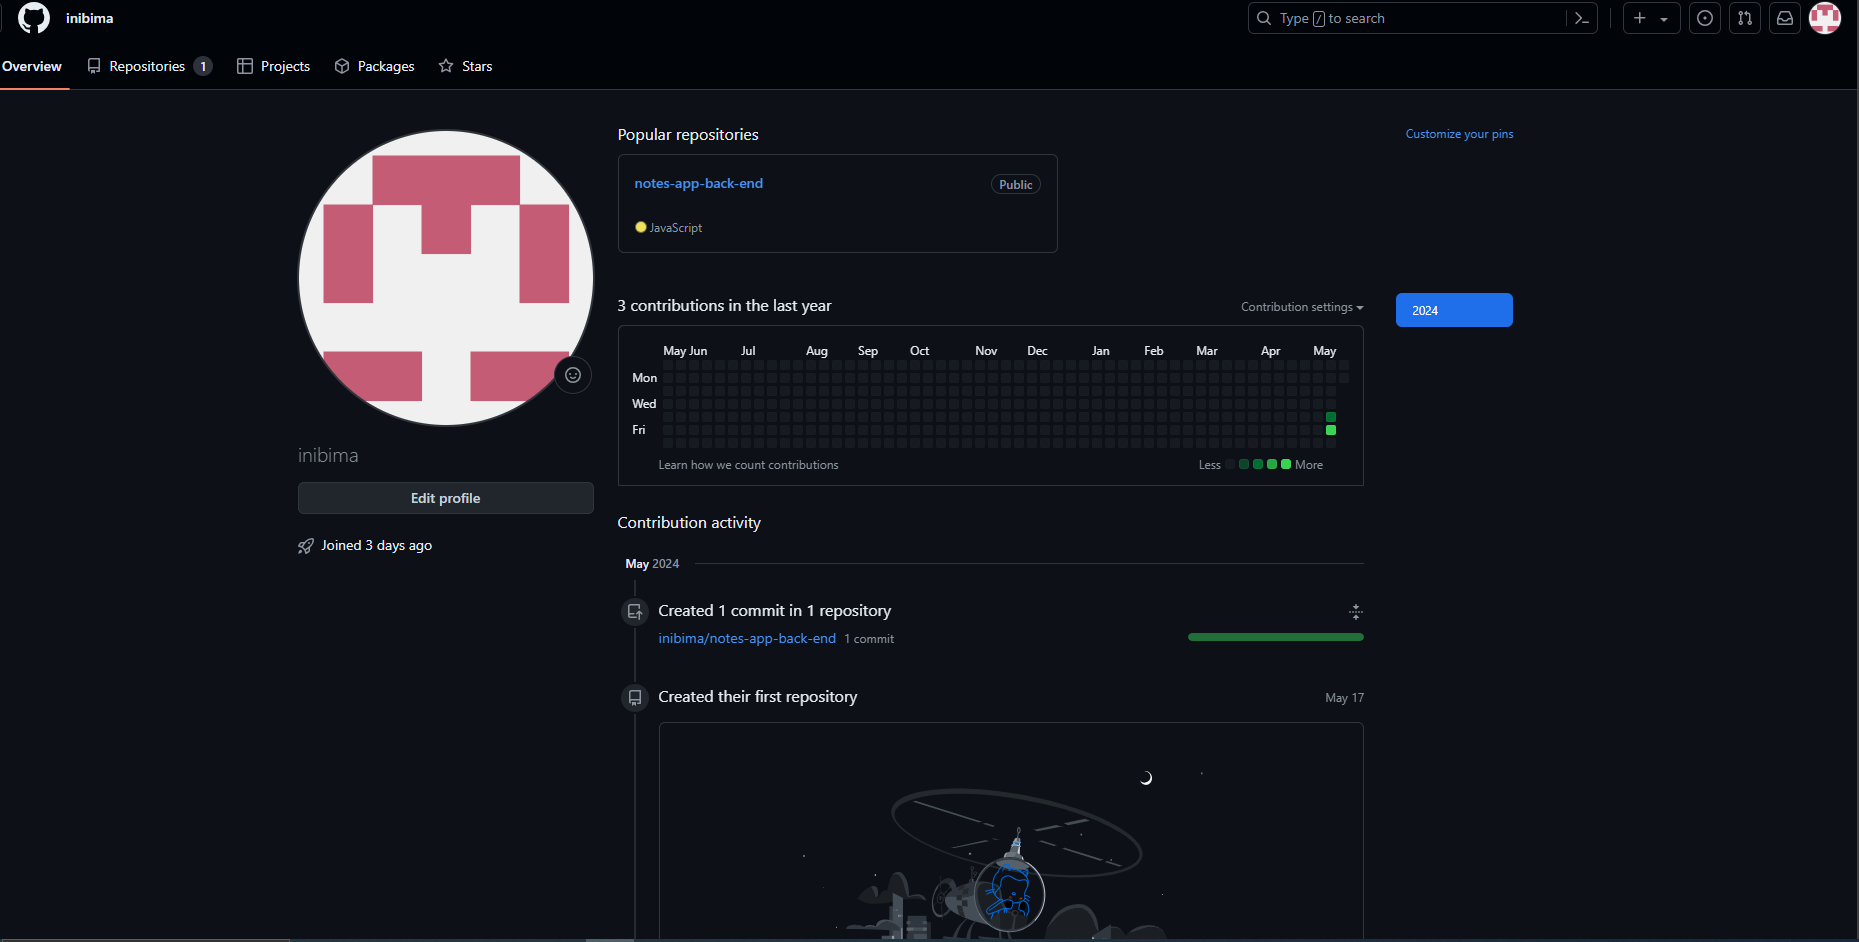 inibima
Type / to search
Overview Repositories 1 Projects Packages Stars
Popular repositories
Customize your pins
notes-app-back-end Public
JavaScript
3 contributions in the last year
Contribution settings
2024
May Jun Jul Aug Sep Oct Nov Dec Jan Feb Mar Apr May
Mon
Wed
Fri
Learn how we count contributions
Less More
inibima
Edit profile
Joined 3 days ago
Contribution activity
May 2024
Created 1 commit in 1 repository
inibima/notes-app-back-end 1 commit
Created their first repository
May 17